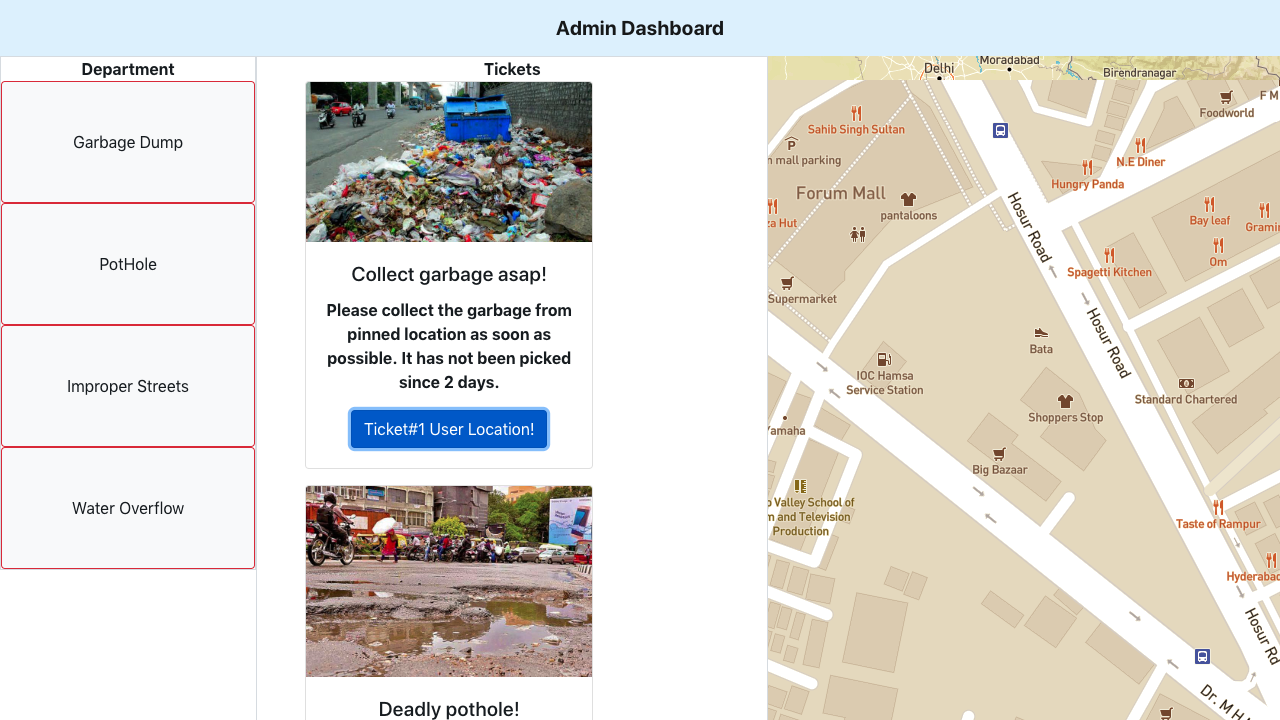 Admin Dashboard
Department
Garbage Dump
PotHole
Improper Streets
Water Overflow
Tickets
Collect garbage asap!
Please collect the garbage from
pinned location as soon as
possible. It has not been picked
since 2 days.
Ticket#1 User Location!
Deadly pothole!
Delhi
Moradabad
Birendranagar
Sahib Singh Sultan
Foodworld
F M
n mall parking
N.E Diner
Hungry Panda
Forum Mall
pantaloons
za Hut
Bay leaf
Gramin
Hosur Road
Om
Spagetti Kitchen
Supermarket
Hosur Road
Bata
IOC Hamsa
Service Station
Standard Chartered
Shoppers Stop
Yamaha
Big Bazaar
o Valley School of
m and Television
Production
Taste of Rampur
Hyderabad
Hosur Rd
Dr. M H